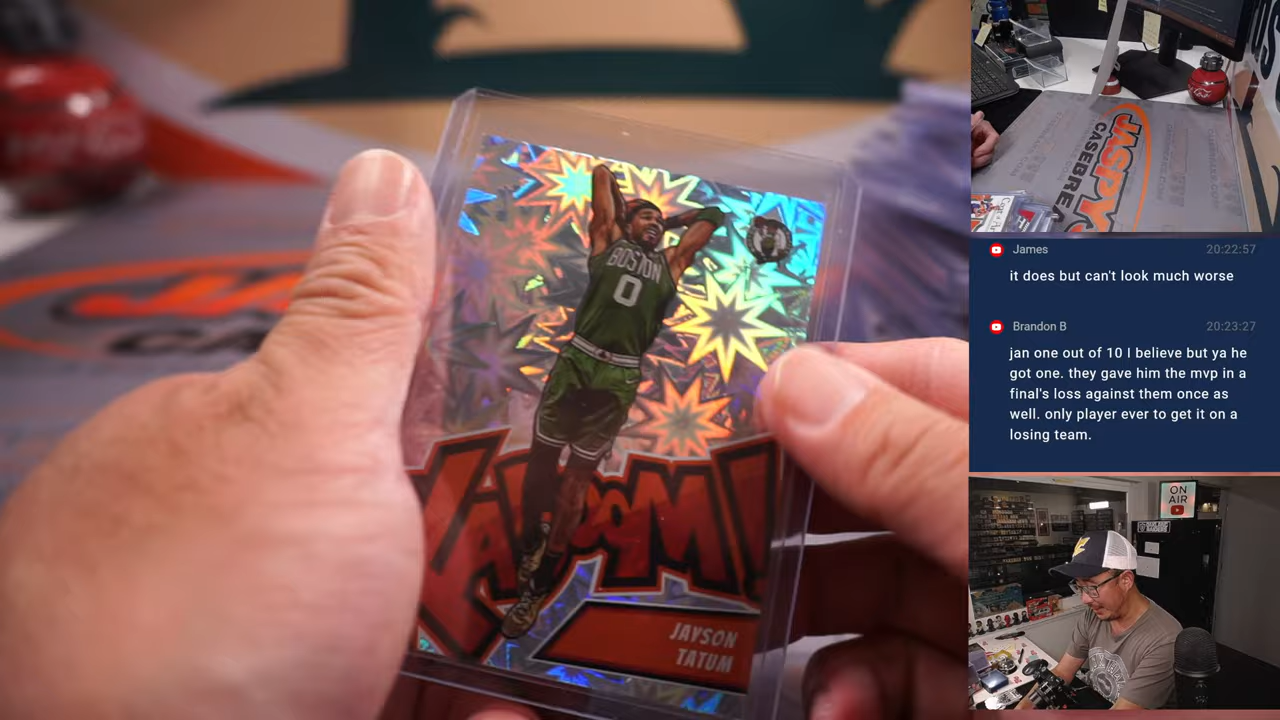 BOSTON
0
KABOOM!
JAYSON
TATUM
JASPY'S
CASEBREA
James 20:22:57
it does but can't look much worse
Brandon B 20:23:27
jan one out of 10 I believe but ya he
got one. they gave him the mvp in a
final's loss against them once as
well. only player ever to get it on a
losing team.
ON
AIR